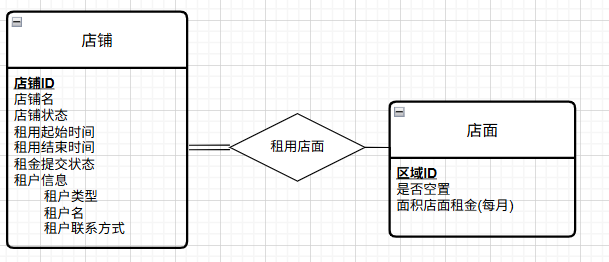 店铺
店铺ID
店铺名
店铺状态
租用起始时间
租用结束时间
租金提交状态
租户信息
租户类型
租户名
租户联系方式
租用店面
店面
区域ID
是否空置
面积店面租金(每月)